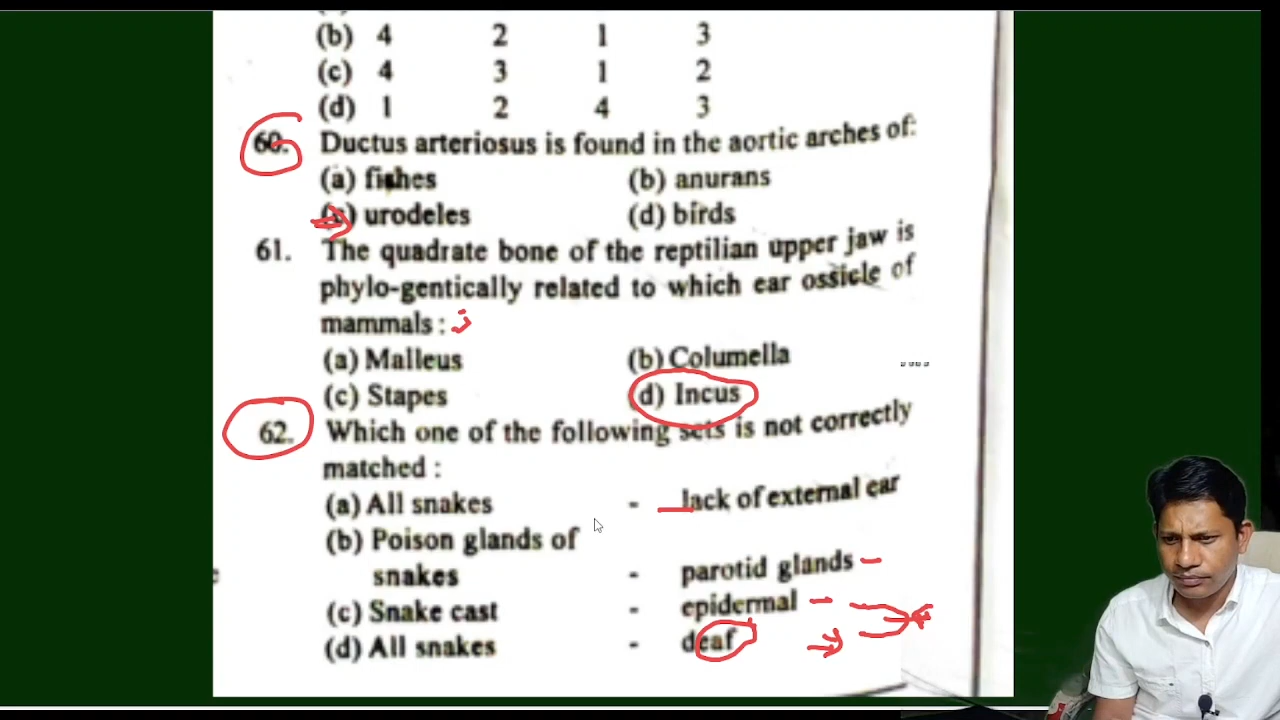 (b) 4 2 1 3
(c) 4 3 1 2
(d) 1 2 4 3
60. Ductus arteriosus is found in the aortic arches of:
(a) fishes (b) anurans
(c) urodeles (d) birds
61. The quadrate bone of the reptilian upper jaw is
phylo-gentically related to which ear ossicle of
mammals :
(a) Malleus (b) Columella
(c) Stapes (d) Incus
62. Which one of the following sets is not correctly
matched :
(a) All snakes - lack of external ear
(b) Poison glands of
snakes - parotid glands
(c) Snake cast - epidermal
(d) All snakes - deaf